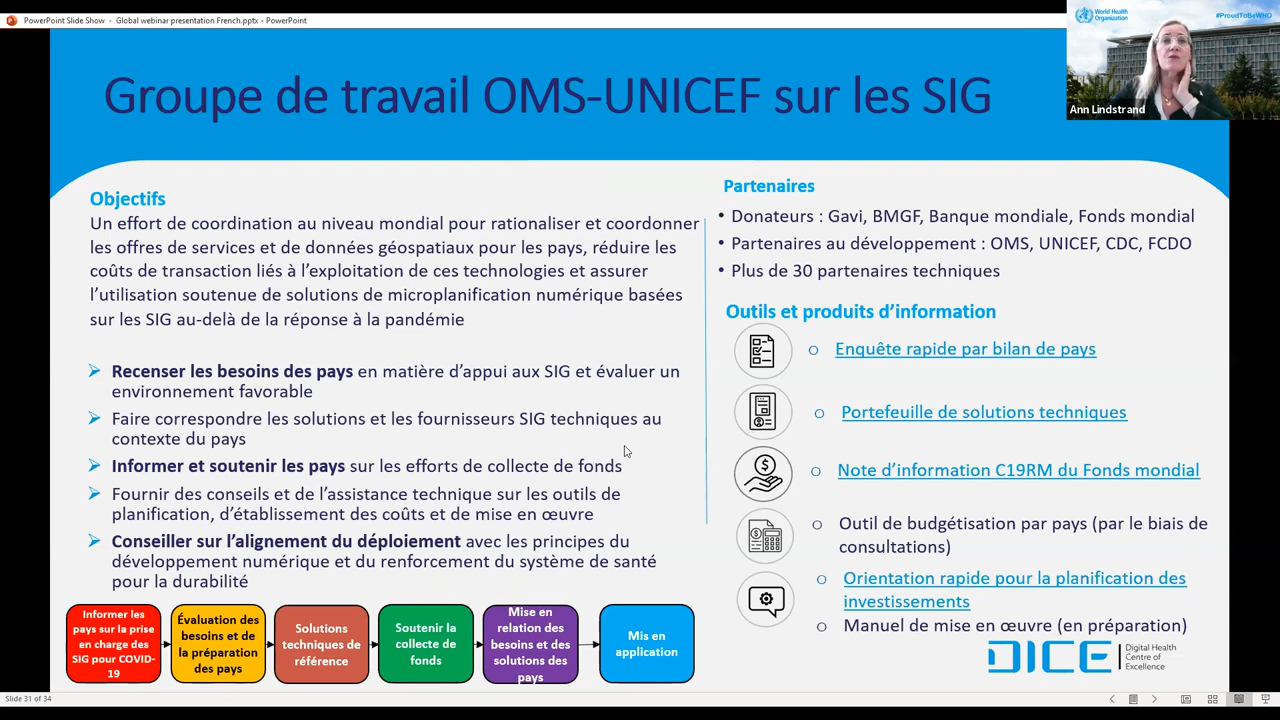 PowerPoint Slide Show - Global webinar presentation French.pptx - PowerPoint
World Health
Organization
#ProudToBeWHO
Ann Lindstrand
Groupe de travail OMS-UNICEF sur les SIG
Objectifs
Un effort de coordination au niveau mondial pour rationaliser et coordonner
les offres de services et de données géospatiaux pour les pays, réduire les
coûts de transaction liés à l’exploitation de ces technologies et assurer
l’utilisation soutenue de solutions de microplanification numérique basées
sur les SIG au-delà de la réponse à la pandémie
Recenser les besoins des pays en matière d’appui aux SIG et évaluer un
environnement favorable
Faire correspondre les solutions et les fournisseurs SIG techniques au
contexte du pays
Informer et soutenir les pays sur les efforts de collecte de fonds
Fournir des conseils et de l’assistance technique sur les outils de
planification, d’établissement des coûts et de mise en œuvre
Conseiller sur l’alignement du déploiement avec les principes du
développement numérique et du renforcement du système de santé
pour la durabilité
Partenaires
• Donateurs : Gavi, BMGF, Banque mondiale, Fonds mondial
• Partenaires au développement : OMS, UNICEF, CDC, FCDO
• Plus de 30 partenaires techniques
Outils et produits d’information
o Enquête rapide par bilan de pays
o Portefeuille de solutions techniques
o Note d’information C19RM du Fonds mondial
o Outil de budgétisation par pays (par le biais de
consultations)
o Orientation rapide pour la planification des
investissements
o Manuel de mise en œuvre (en préparation)
Informer les
pays sur la prise
en charge des
SIG pour COVID-
19
Évaluation des
besoins et de
la préparation
des pays
Solutions
techniques de
référence
Soutenir la
collecte de
fonds
Mise en
relation des
besoins et des
solutions des
pays
Mis en
application
DICE
Digital Health
Centre of
Excellence
Slide 31 of 34